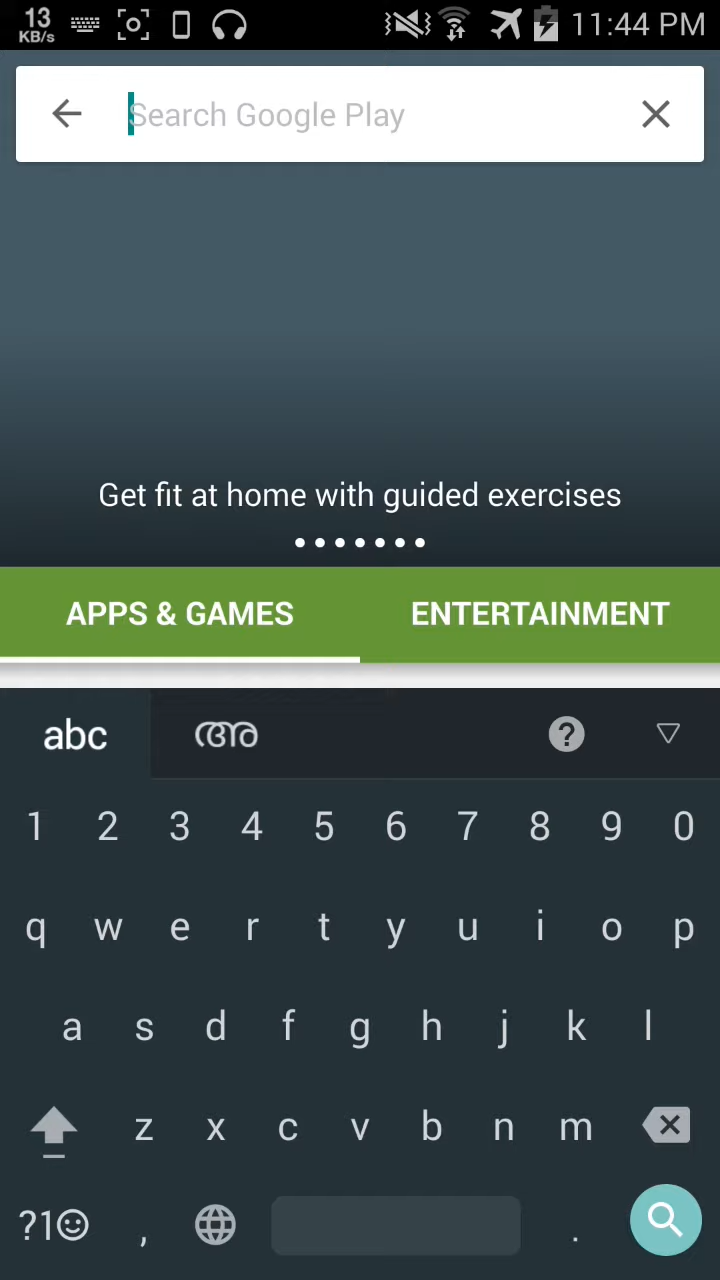 13
KB/s
11:44 PM
Search Google Play
Get fit at home with guided exercises
APPS & GAMES ENTERTAINMENT
abc അ ?
1 2 3 4 5 6 7 8 9 0
q w e r t y u i o p
a s d f g h j k l
z x c v b n m
?1☺ , .